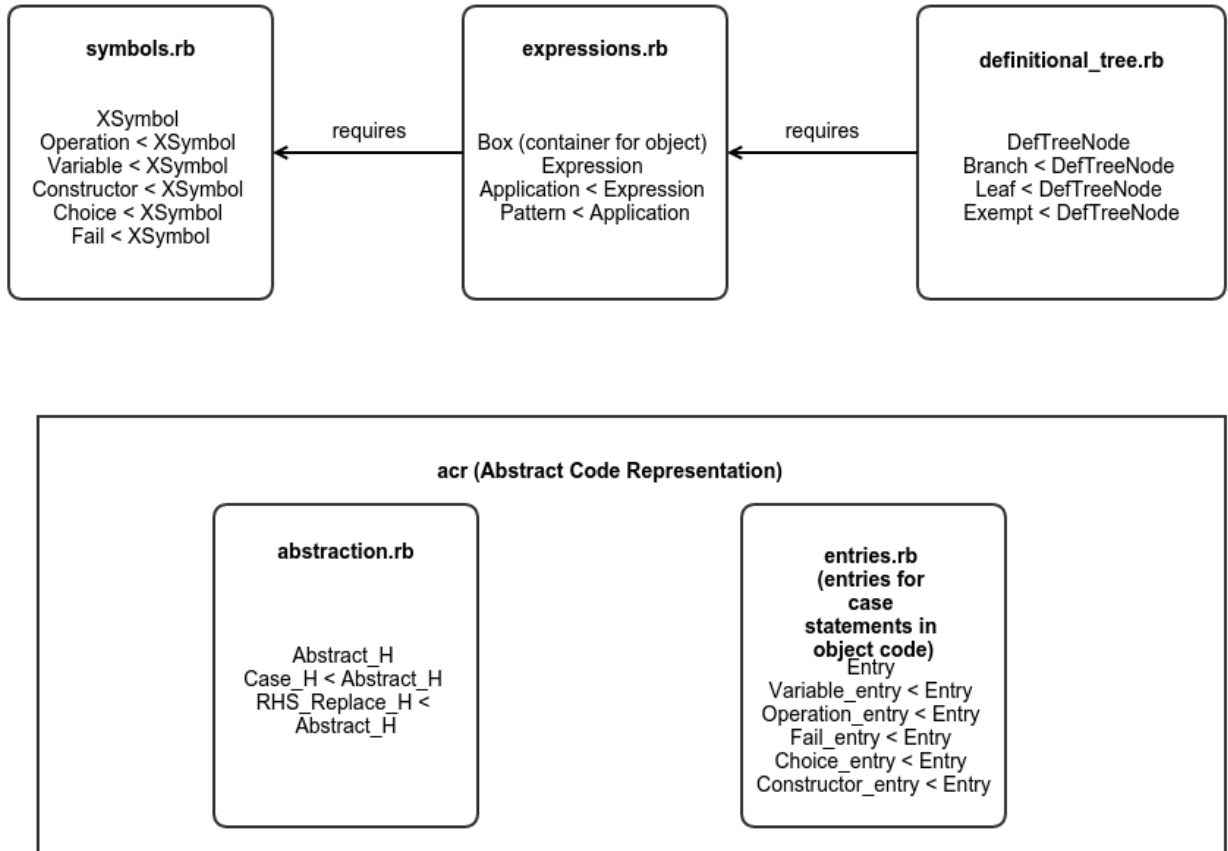 symbols.rb
XSymbol
Operation < XSymbol
Variable < XSymbol
Constructor < XSymbol
Choice < XSymbol
Fail < XSymbol
requires
expressions.rb
Box (container for object)
Expression
Application < Expression
Pattern < Application
requires
definitional_tree.rb
DefTreeNode
Branch < DefTreeNode
Leaf < DefTreeNode
Exempt < DefTreeNode
acr (Abstract Code Representation)
abstraction.rb
Abstract_H
Case_H < Abstract_H
RHS_Replace_H <
Abstract_H
entries.rb
(entries for
case
statements in
object code)
Entry
Variable_entry < Entry
Operation_entry < Entry
Fail_entry < Entry
Choice_entry < Entry
Constructor_entry < Entry